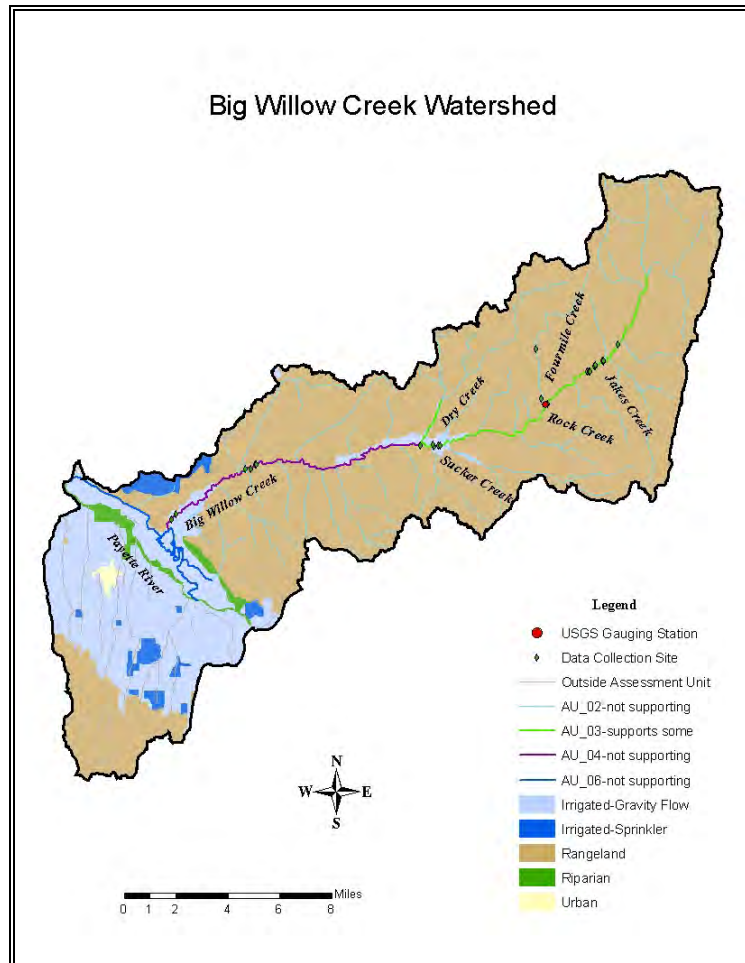 Big Willow Creek Watershed
Fourmile Creek
Jakes Creek
Rock Creek
Dry Creek
Sucker Creek
Big Willow Creek
Payette River
Legend
USGS Gauging Station
Data Collection Site
Outside Assessment Unit
AU_02-not supporting
AU_03-supports some
AU_04-not supporting
AU_06-not supporting
Irrigated-Gravity Flow
Irrigated-Sprinkler
Rangeland
Riparian
Urban
N
W E
S
Miles
0 1 2 4 6 8